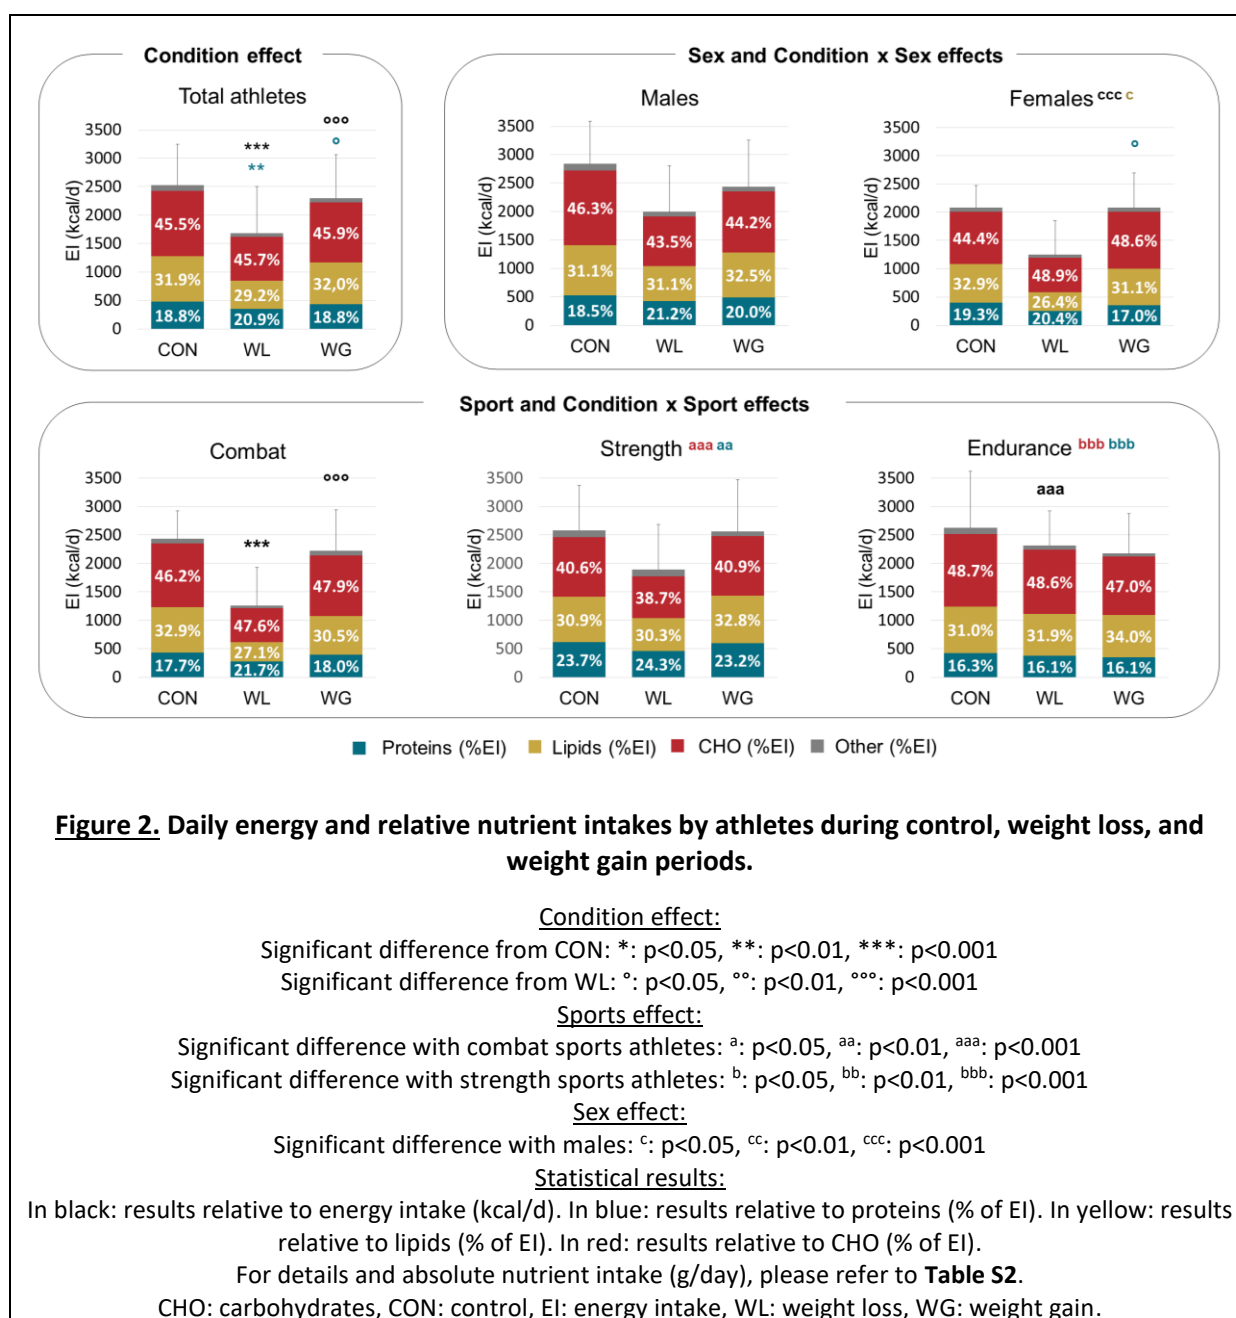 Condition effect
Sex and Condition x Sex effects
Total athletes
Males
Females ccc c
EI (kcal/d)
3500
3000
2500
2000
1500
1000
500
0
***
**
°°°
°
45.5%
31.9%
18.8%
45.7%
29.2%
20.9%
45.9%
32,0%
18.8%
CON WL WG
EI (kcal/d)
3500
3000
2500
2000
1500
1000
500
0
46.3%
31.1%
18.5%
43.5%
31.1%
21.2%
44.2%
32.5%
20.0%
CON WL WG
EI (kcal/d)
3500
3000
2500
2000
1500
1000
500
0
°
44.4%
32.9%
19.3%
48.9%
26.4%
20.4%
48.6%
31.1%
17.0%
CON WL WG
Sport and Condition x Sport effects
Combat
Strength aaa aa
Endurance bbb bbb
EI (kcal/d)
3500
3000
2500
2000
1500
1000
500
0
***
°°°
46.2%
32.9%
17.7%
47.6%
27.1%
21.7%
47.9%
30.5%
18.0%
CON WL WG
EI (kcal/d)
3500
3000
2500
2000
1500
1000
500
0
40.6%
30.9%
23.7%
38.7%
30.3%
24.3%
40.9%
32.8%
23.2%
CON WL WG
EI (kcal/d)
3500
3000
2500
2000
1500
1000
500
0
aaa
48.7%
31.0%
16.3%
48.6%
31.9%
16.1%
47.0%
34.0%
16.1%
CON WL WG
Proteins (%EI) Lipids (%EI) CHO (%EI) Other (%EI)
Figure 2. Daily energy and relative nutrient intakes by athletes during control, weight loss, and
weight gain periods.
Condition effect:
Significant difference from CON: *: p<0.05, **: p<0.01, ***: p<0.001
Significant difference from WL: °: p<0.05, °°: p<0.01, °°°: p<0.001
Sports effect:
Significant difference with combat sports athletes: a: p<0.05, aa: p<0.01, aaa: p<0.001
Significant difference with strength sports athletes: b: p<0.05, bb: p<0.01, bbb: p<0.001
Sex effect:
Significant difference with males: c: p<0.05, cc: p<0.01, ccc: p<0.001
Statistical results:
In black: results relative to energy intake (kcal/d). In blue: results relative to proteins (% of EI). In yellow: results
relative to lipids (% of EI). In red: results relative to CHO (% of EI).
For details and absolute nutrient intake (g/day), please refer to Table S2.
CHO: carbohydrates, CON: control, EI: energy intake, WL: weight loss, WG: weight gain.